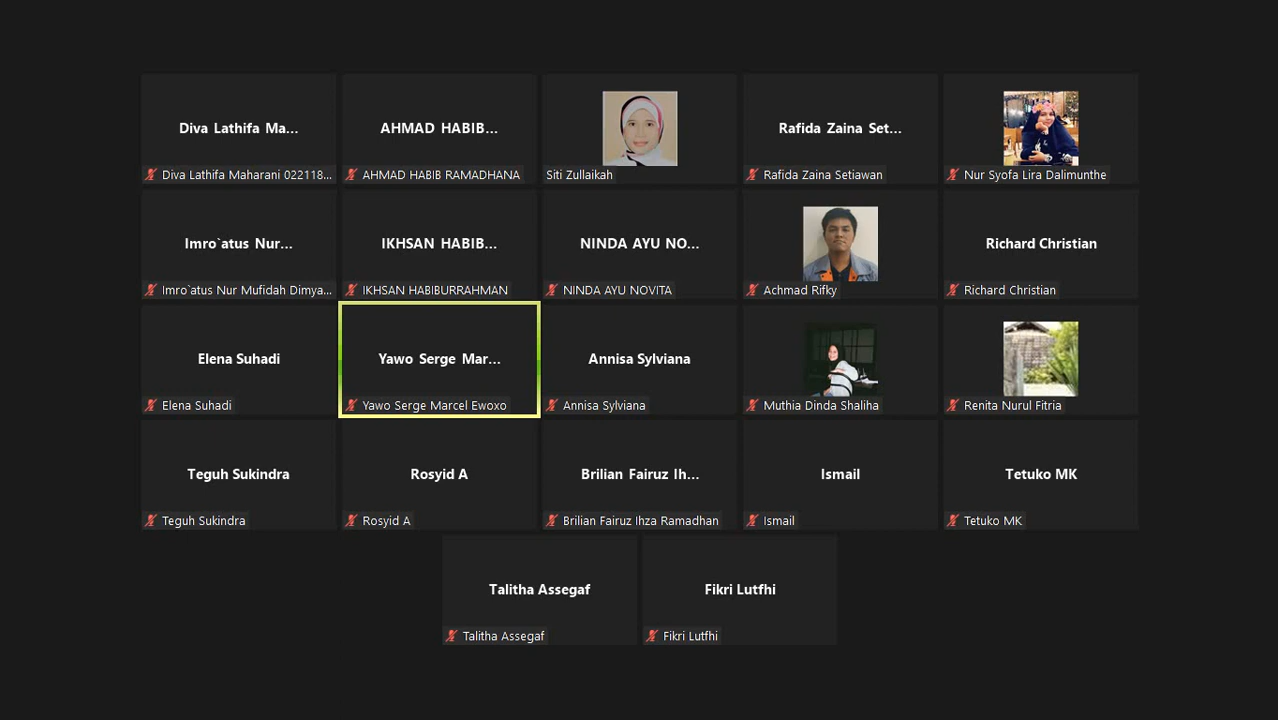 Diva Lathifa Ma...
AHMAD HABIB...
Rafida Zaina Set...
Diva Lathifa Maharani 022118...
AHMAD HABIB RAMADHANA
Siti Zullaikah
Rafida Zaina Setiawan
Nur Syofa Lira Dalimunthe
Imro`atus Nur...
IKHSAN HABIB...
NINDA AYU NO...
Richard Christian
Imro`atus Nur Mufidah Dimya...
IKHSAN HABIBURRAHMAN
NINDA AYU NOVITA
Achmad Rifky
Richard Christian
Elena Suhadi
Yawo Serge Mar...
Annisa Sylviana
Elena Suhadi
Yawo Serge Marcel Ewoxo
Annisa Sylviana
Muthia Dinda Shaliha
Renita Nurul Fitria
Teguh Sukindra
Rosyid A
Brilian Fairuz Ih...
Ismail
Tetuko MK
Teguh Sukindra
Rosyid A
Brilian Fairuz Ihza Ramadhan
Ismail
Tetuko MK
Talitha Assegaf
Fikri Lutfhi
Talitha Assegaf
Fikri Lutfhi